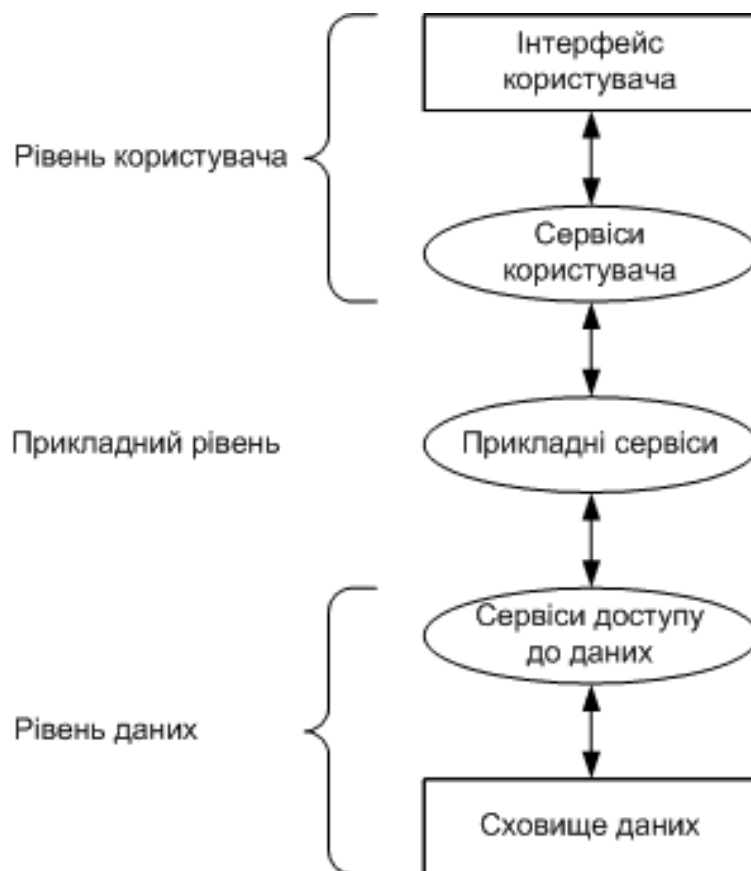 Інтерфейс
користувача
Рівень користувача
Сервіси
користувача
Прикладний рівень
Прикладні сервіси
Сервіси доступу
до даних
Рівень даних
Сховище даних